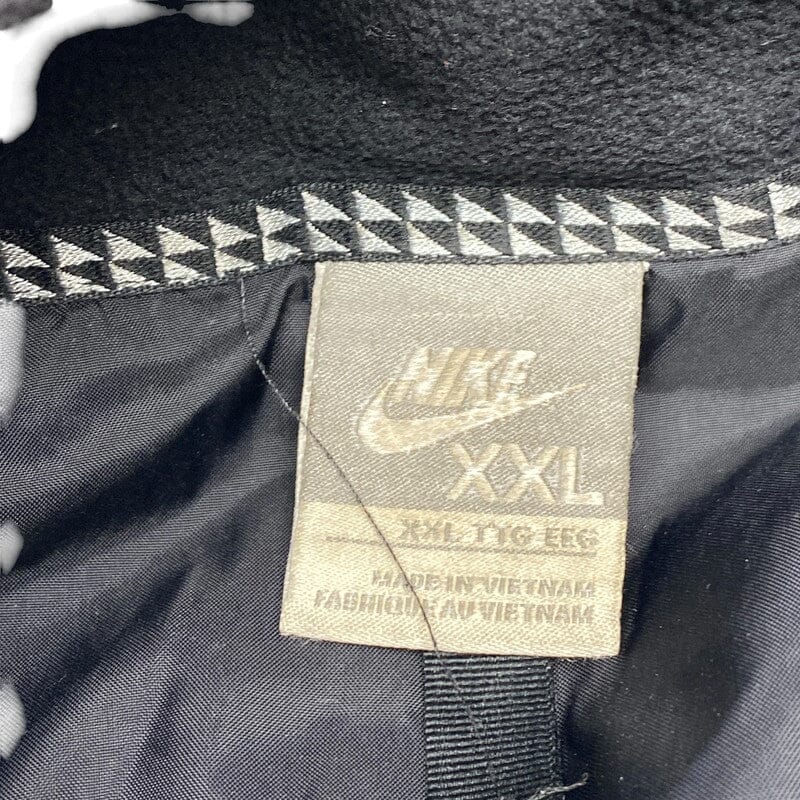 NIKE
XXL
XXL TTG EEG
MADE IN VIETNAM
FABRIQUE AU VIETNAM